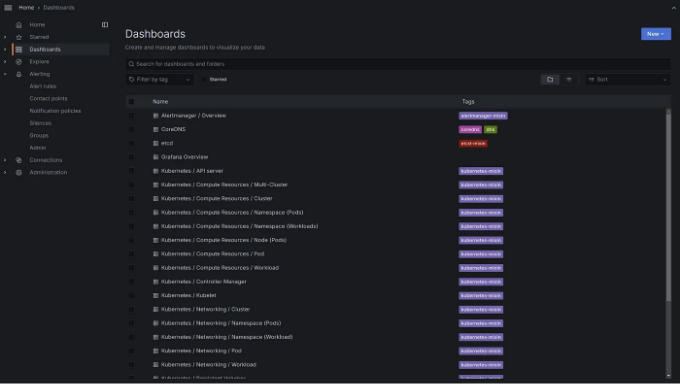 Home › Dashboards
Home
Starred
Dashboards
Explore
Alerting
Alert rules
Contact points
Notification policies
Silences
Groups
Admin
Connections
Administration
Dashboards
New
Create and manage dashboards to visualize your data
Search for dashboards and folders
Filter by tag
Starred
Sort
Name Tags
Alertmanager / Overview alertmanager-mixin
CoreDNS coredns dns
etcd etcd-mixin
Grafana Overview
Kubernetes / API server kubernetes-mixin
Kubernetes / Compute Resources / Multi-Cluster kubernetes-mixin
Kubernetes / Compute Resources / Cluster kubernetes-mixin
Kubernetes / Compute Resources / Namespace (Pods) kubernetes-mixin
Kubernetes / Compute Resources / Namespace (Workloads) kubernetes-mixin
Kubernetes / Compute Resources / Node (Pods) kubernetes-mixin
Kubernetes / Compute Resources / Pod kubernetes-mixin
Kubernetes / Compute Resources / Workload kubernetes-mixin
Kubernetes / Controller Manager kubernetes-mixin
Kubernetes / Kubelet kubernetes-mixin
Kubernetes / Networking / Cluster kubernetes-mixin
Kubernetes / Networking / Namespace (Pods) kubernetes-mixin
Kubernetes / Networking / Namespace (Workload) kubernetes-mixin
Kubernetes / Networking / Pod kubernetes-mixin
Kubernetes / Networking / Workload kubernetes-mixin